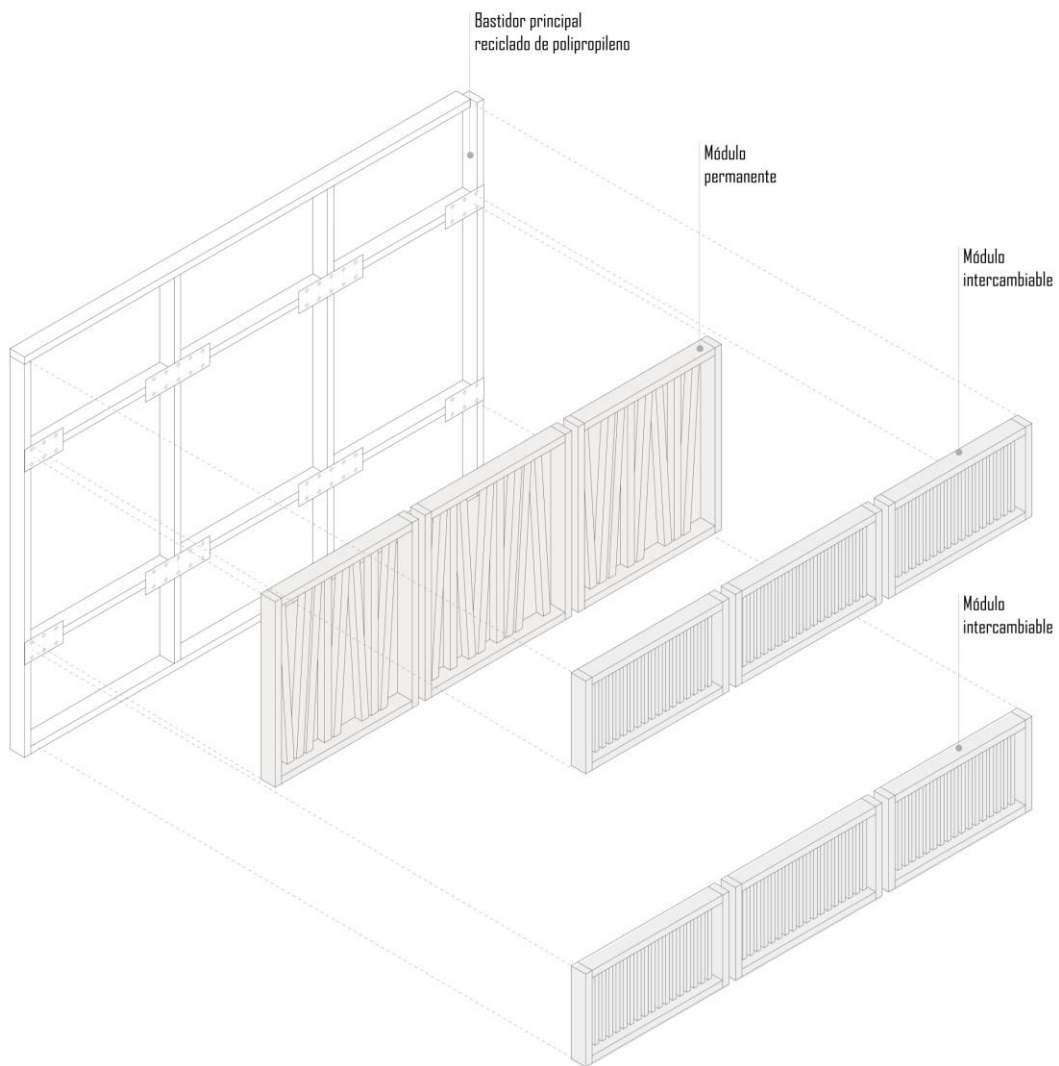 Bastidor principal
reciclado de polipropileno
Módulo
permanente
Módulo
intercambiable
Módulo
intercambiable